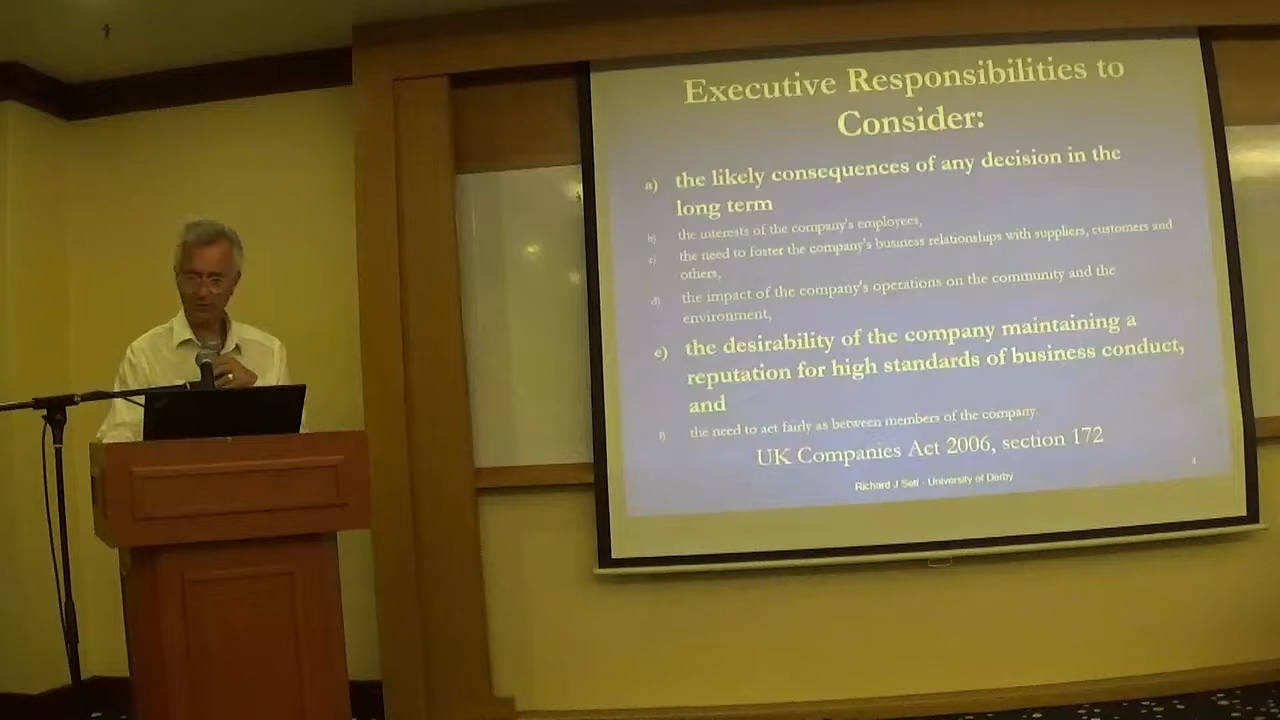 Executive Responsibilities to
Consider:
a) the likely consequences of any decision in the
long term
b) the interests of the company's employees,
c) the need to foster the company's business relationships with suppliers, customers and
others,
d) the impact of the company's operations on the community and the
environment,
e) the desirability of the company maintaining a
reputation for high standards of business conduct,
and
f) the need to act fairly as between members of the company.
UK Companies Act 2006, section 172
Richard J Self - University of Derby
4